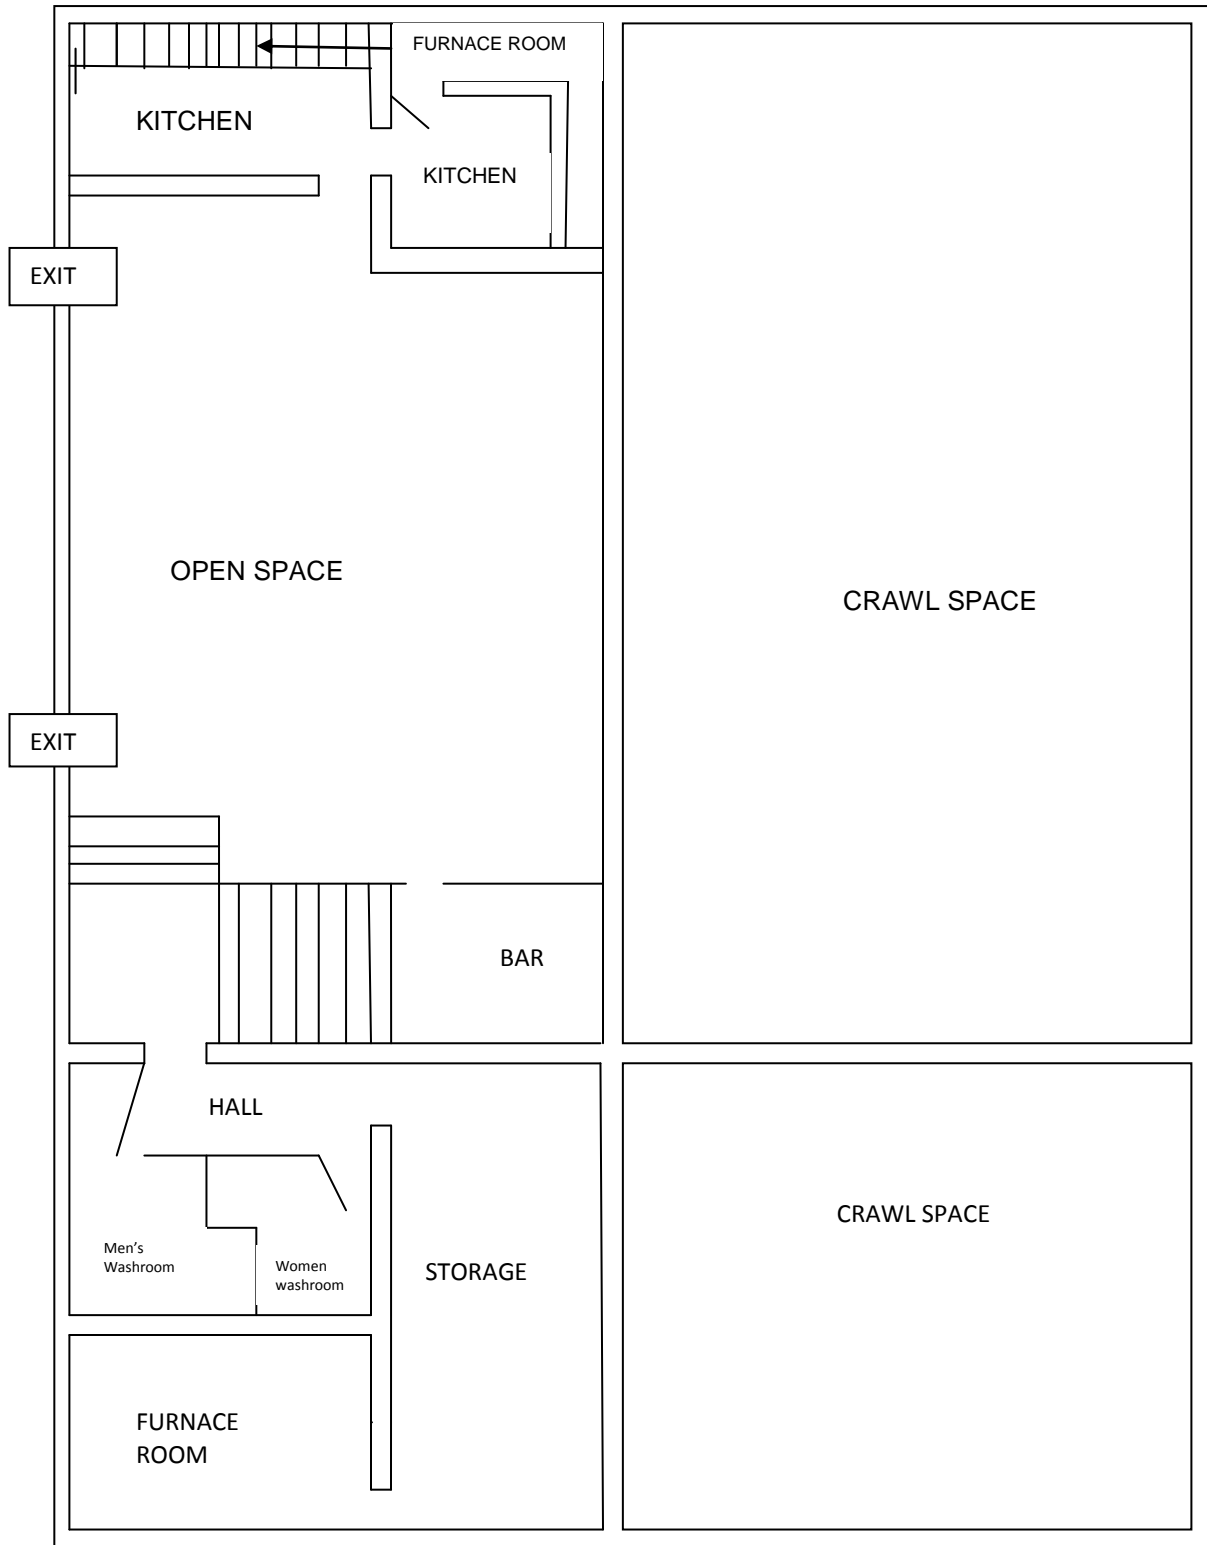 FURNACE ROOM
KITCHEN
KITCHEN
EXIT
OPEN SPACE
CRAWL SPACE
EXIT
BAR
HALL
CRAWL SPACE
Men's
Washroom
Women
washroom
STORAGE
FURNACE
ROOM